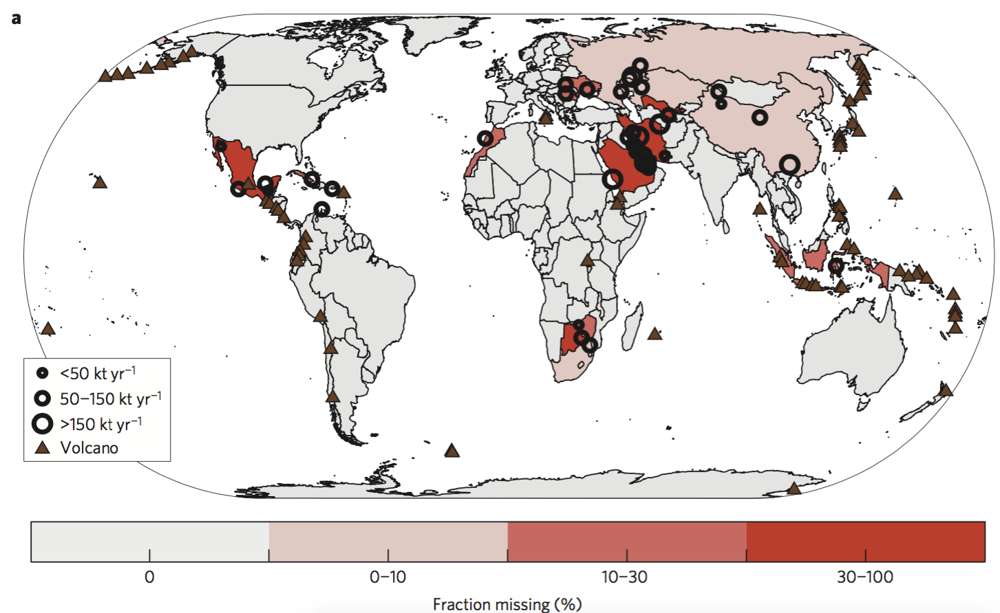 a
<50 kt yr⁻¹
50–150 kt yr⁻¹
>150 kt yr⁻¹
Volcano
0
0–10
10–30
30–100
Fraction missing (%)